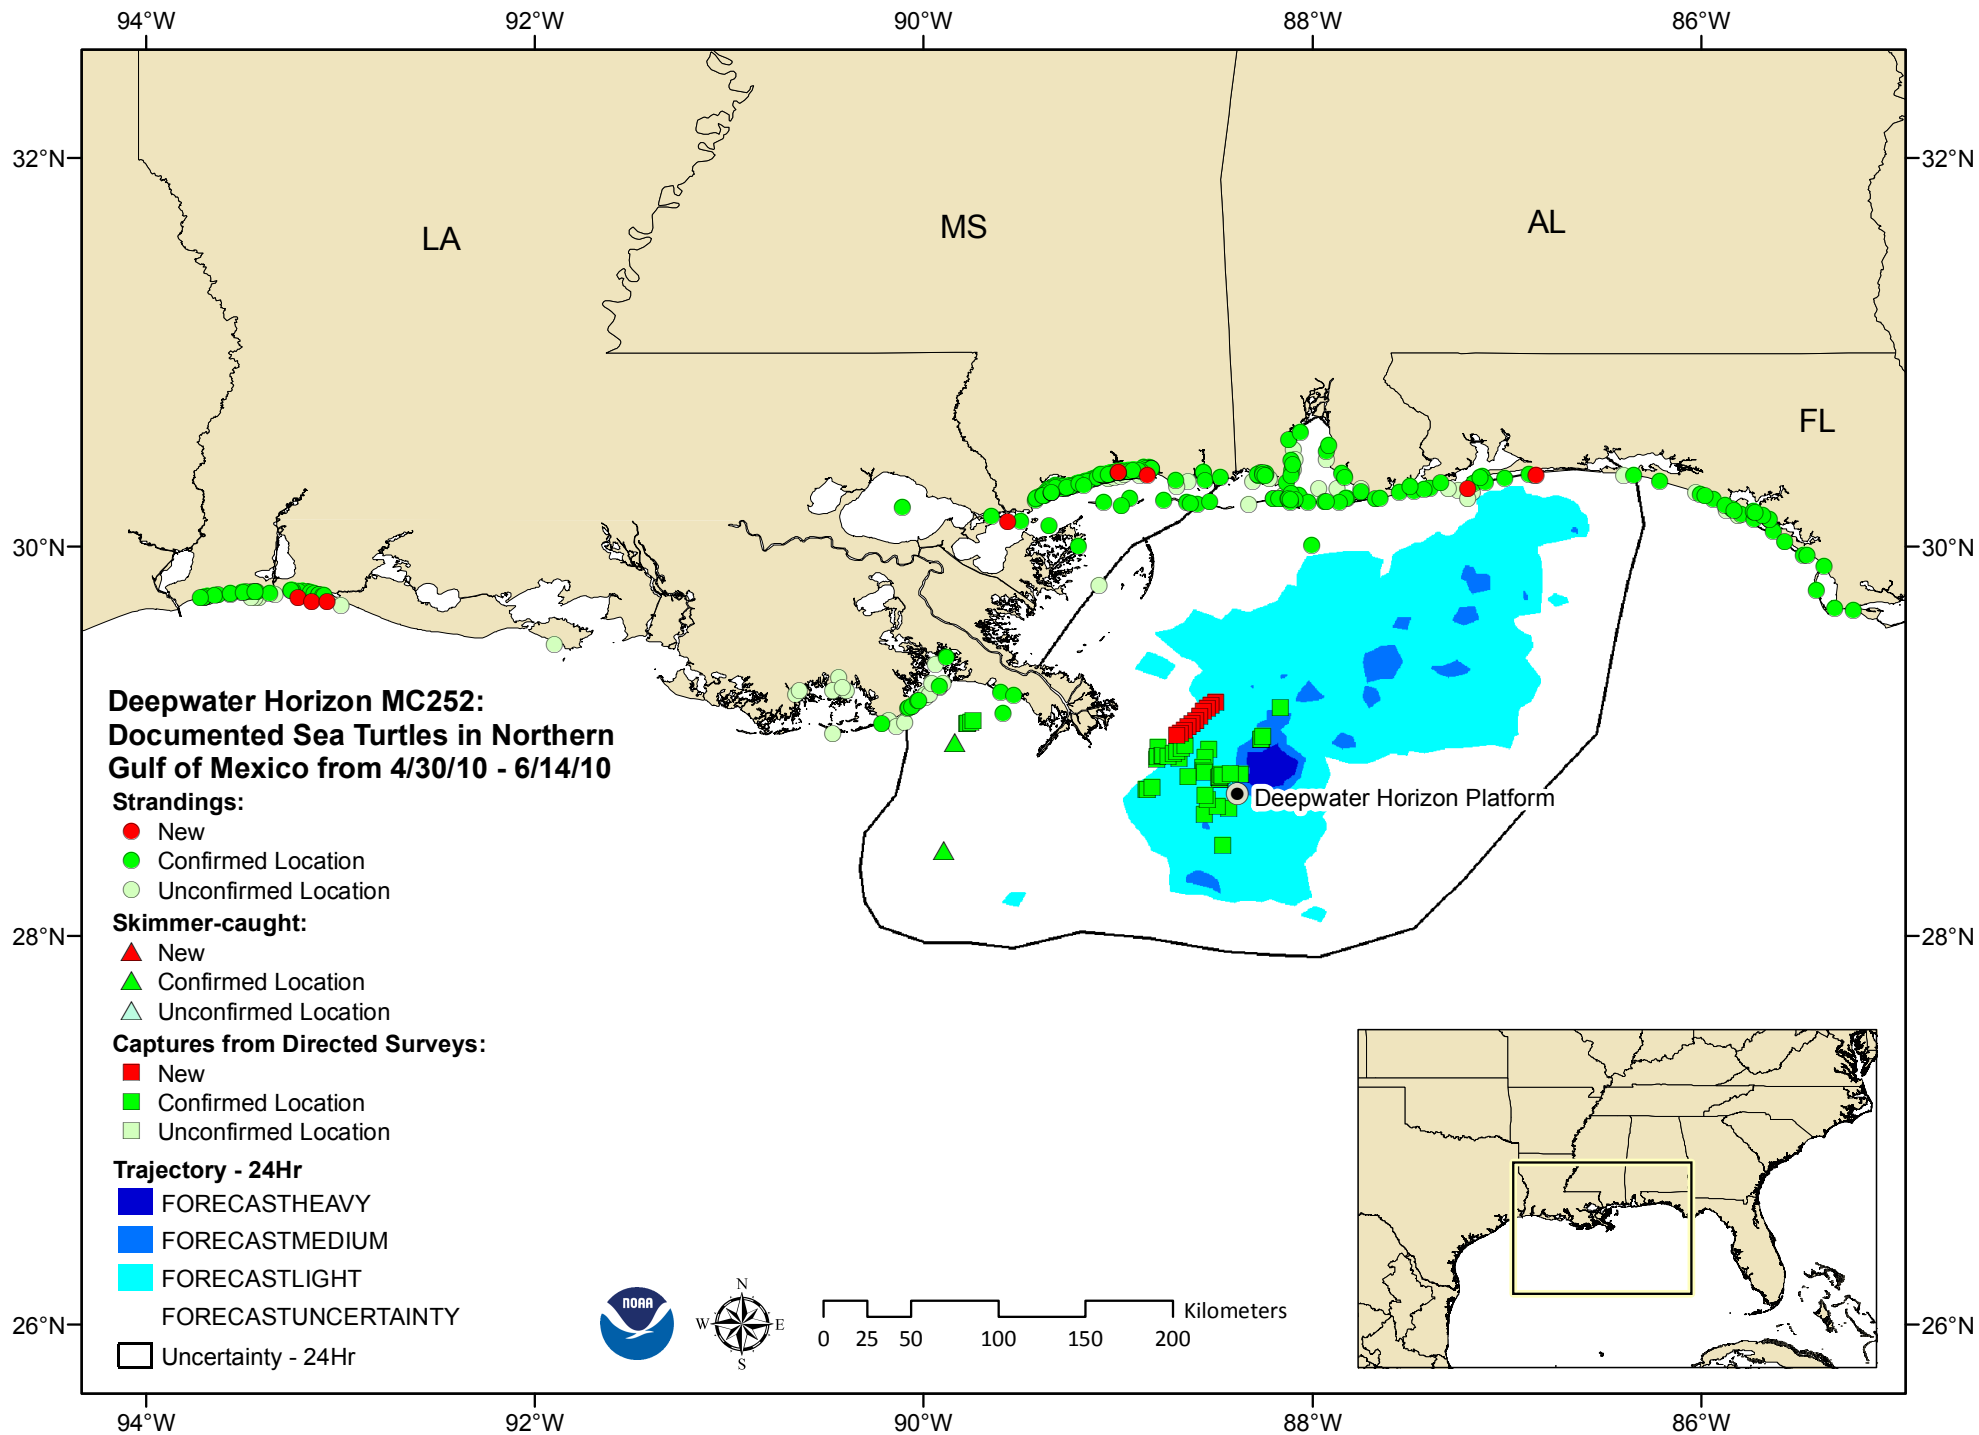 94°W 92°W 90°W 88°W 86°W
32°N 32°N
LA MS AL
FL
30°N 30°N
Deepwater Horizon MC252:
Documented Sea Turtles in Northern
Gulf of Mexico from 4/30/10 - 6/14/10
Strandings:
New
Confirmed Location
Unconfirmed Location
Skimmer-caught:
New
Confirmed Location
Unconfirmed Location
Captures from Directed Surveys:
New
Confirmed Location
Unconfirmed Location
Trajectory - 24Hr
FORECASTHEAVY
FORECASTMEDIUM
FORECASTLIGHT
FORECASTUNCERTAINTY
Uncertainty - 24Hr
Deepwater Horizon Platform
28°N 28°N
NOAA
N
W E
S
Kilometers
0 25 50 100 150 200
26°N 26°N
94°W 92°W 90°W 88°W 86°W